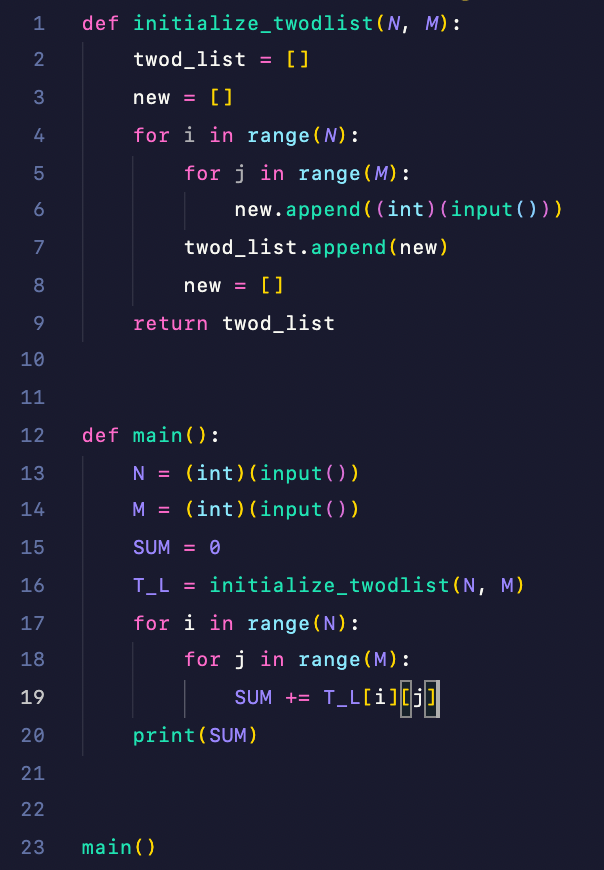 1 def initialize_twodlist(N, M):
2 twod_list = []
3 new = []
4 for i in range(N):
5 for j in range(M):
6 new.append((int)(input()))
7 twod_list.append(new)
8 new = []
9 return twod_list
10
11
12 def main():
13 N = (int)(input())
14 M = (int)(input())
15 SUM = 0
16 T_L = initialize_twodlist(N, M)
17 for i in range(N):
18 for j in range(M):
19 SUM += T_L[i][j]
20 print(SUM)
21
22
23 main()